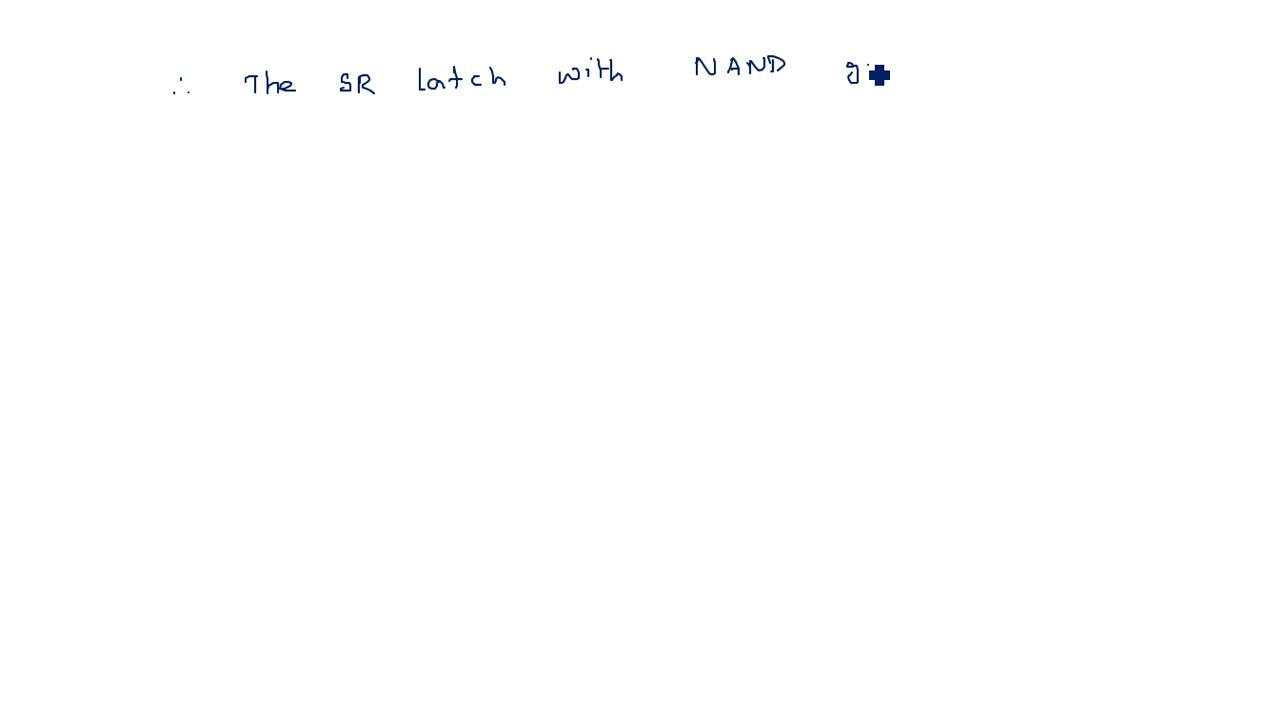 ∴ The SR latch with NAND g